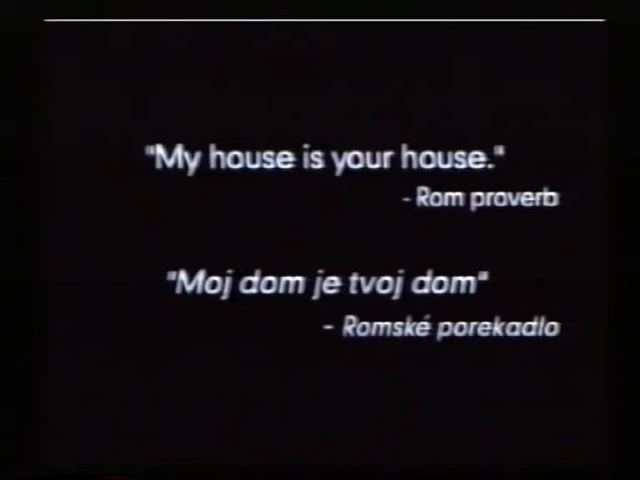 "My house is your house."
- Rom proverb
"Moj dom je tvoj dom"
- Romské porekadlo